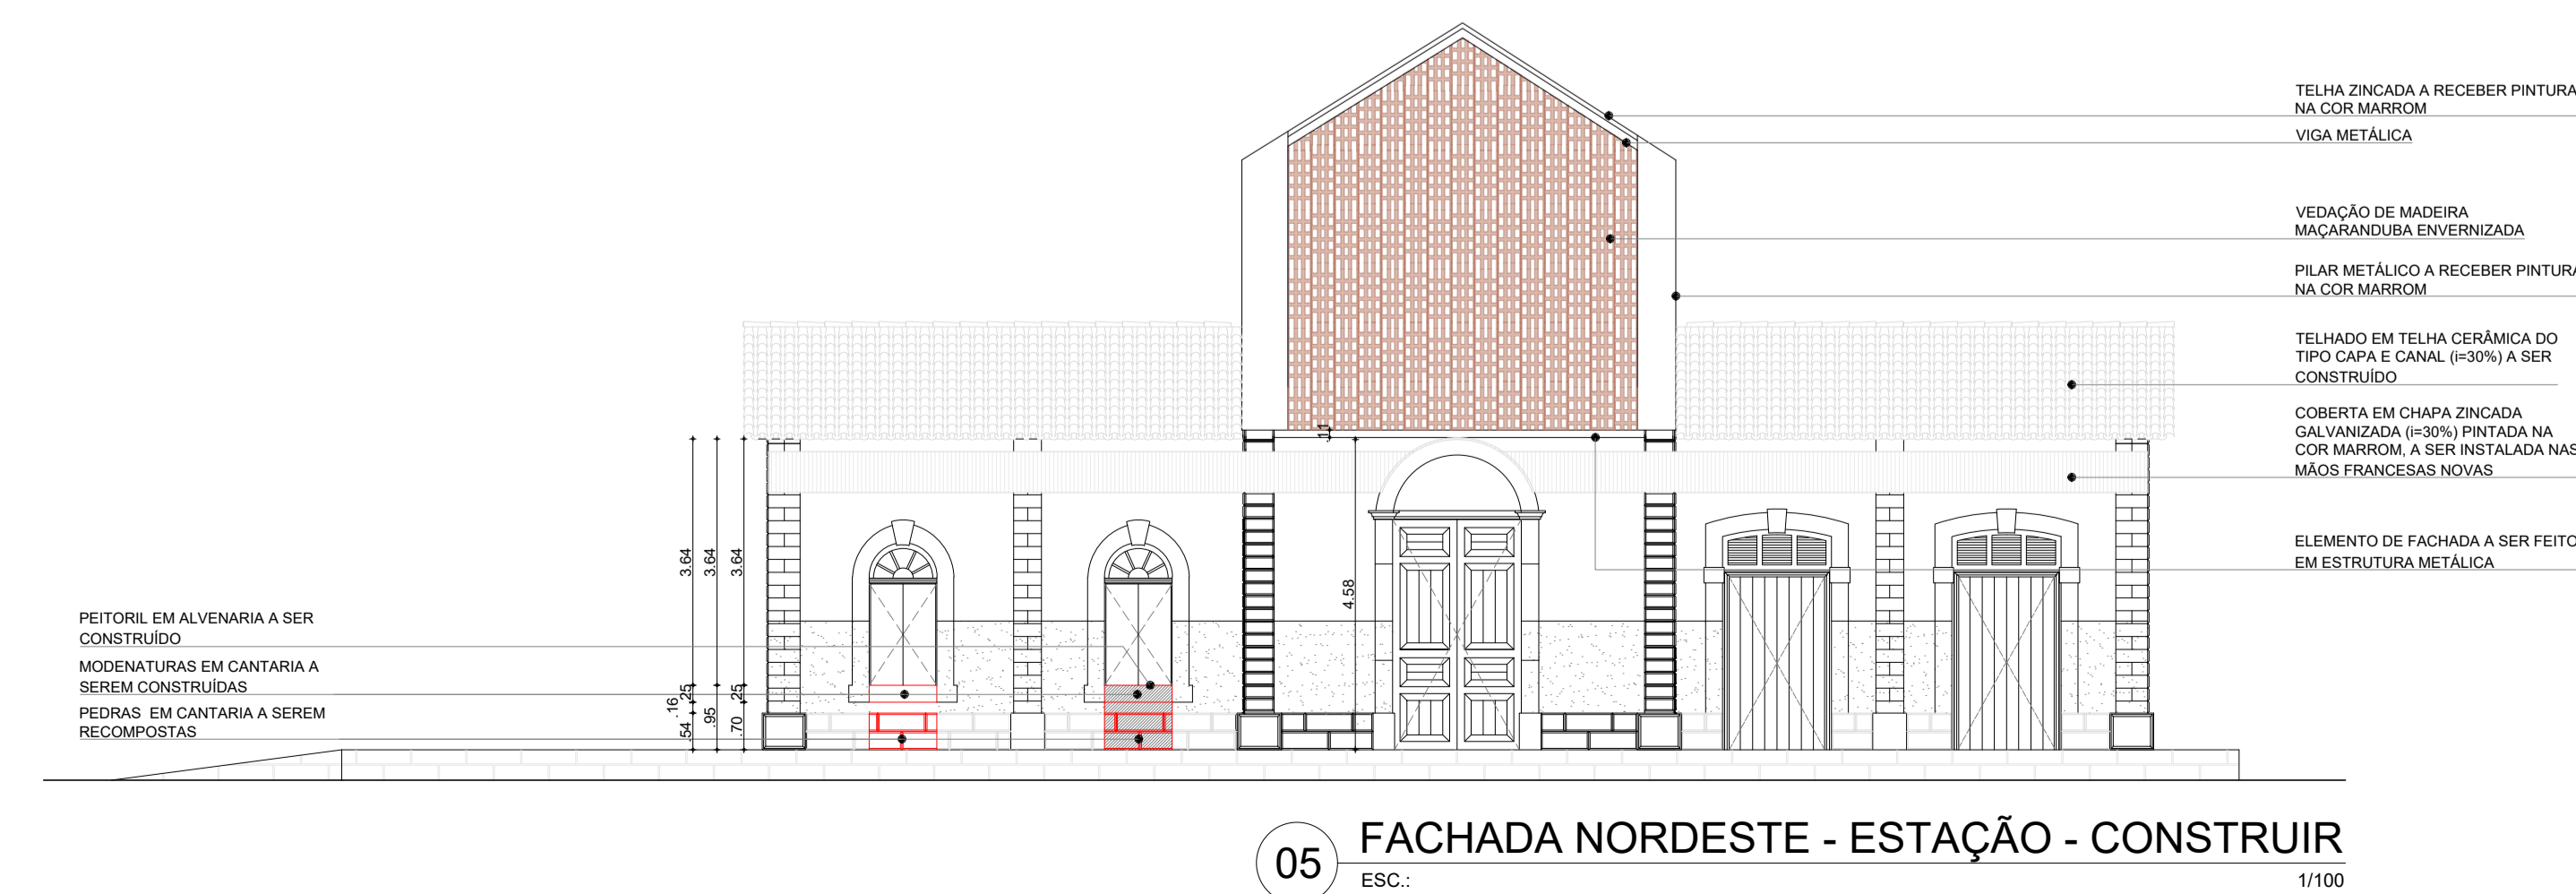 TELHA ZINCADA A RECEBER PINTURA
NA COR MARROM
VIGA METÁLICA
VEDAÇÃO DE MADEIRA
MAÇARANDUBA ENVERNIZADA
PILAR METÁLICO A RECEBER PINTURA
NA COR MARROM
TELHADO EM TELHA CERÂMICA DO
TIPO CAPA E CANAL (i=30%) A SER
CONSTRUÍDO
COBERTA EM CHAPA ZINCADA
GALVANIZADA (i=30%) PINTADA NA
COR MARROM, A SER INSTALADA NAS
MÃOS FRANCESAS NOVAS
ELEMENTO DE FACHADA A SER FEITO
EM ESTRUTURA METÁLICA
.11
3.64
3.64
3.64
4.58
PEITORIL EM ALVENARIA A SER
CONSTRUÍDO
MODENATURAS EM CANTARIA A
SEREM CONSTRUÍDAS
PEDRAS EM CANTARIA A SEREM
RECOMPOSTAS
.16
.25
.25
.54
.95
.70
05
FACHADA NORDESTE - ESTAÇÃO - CONSTRUIR
ESC.:
1/100